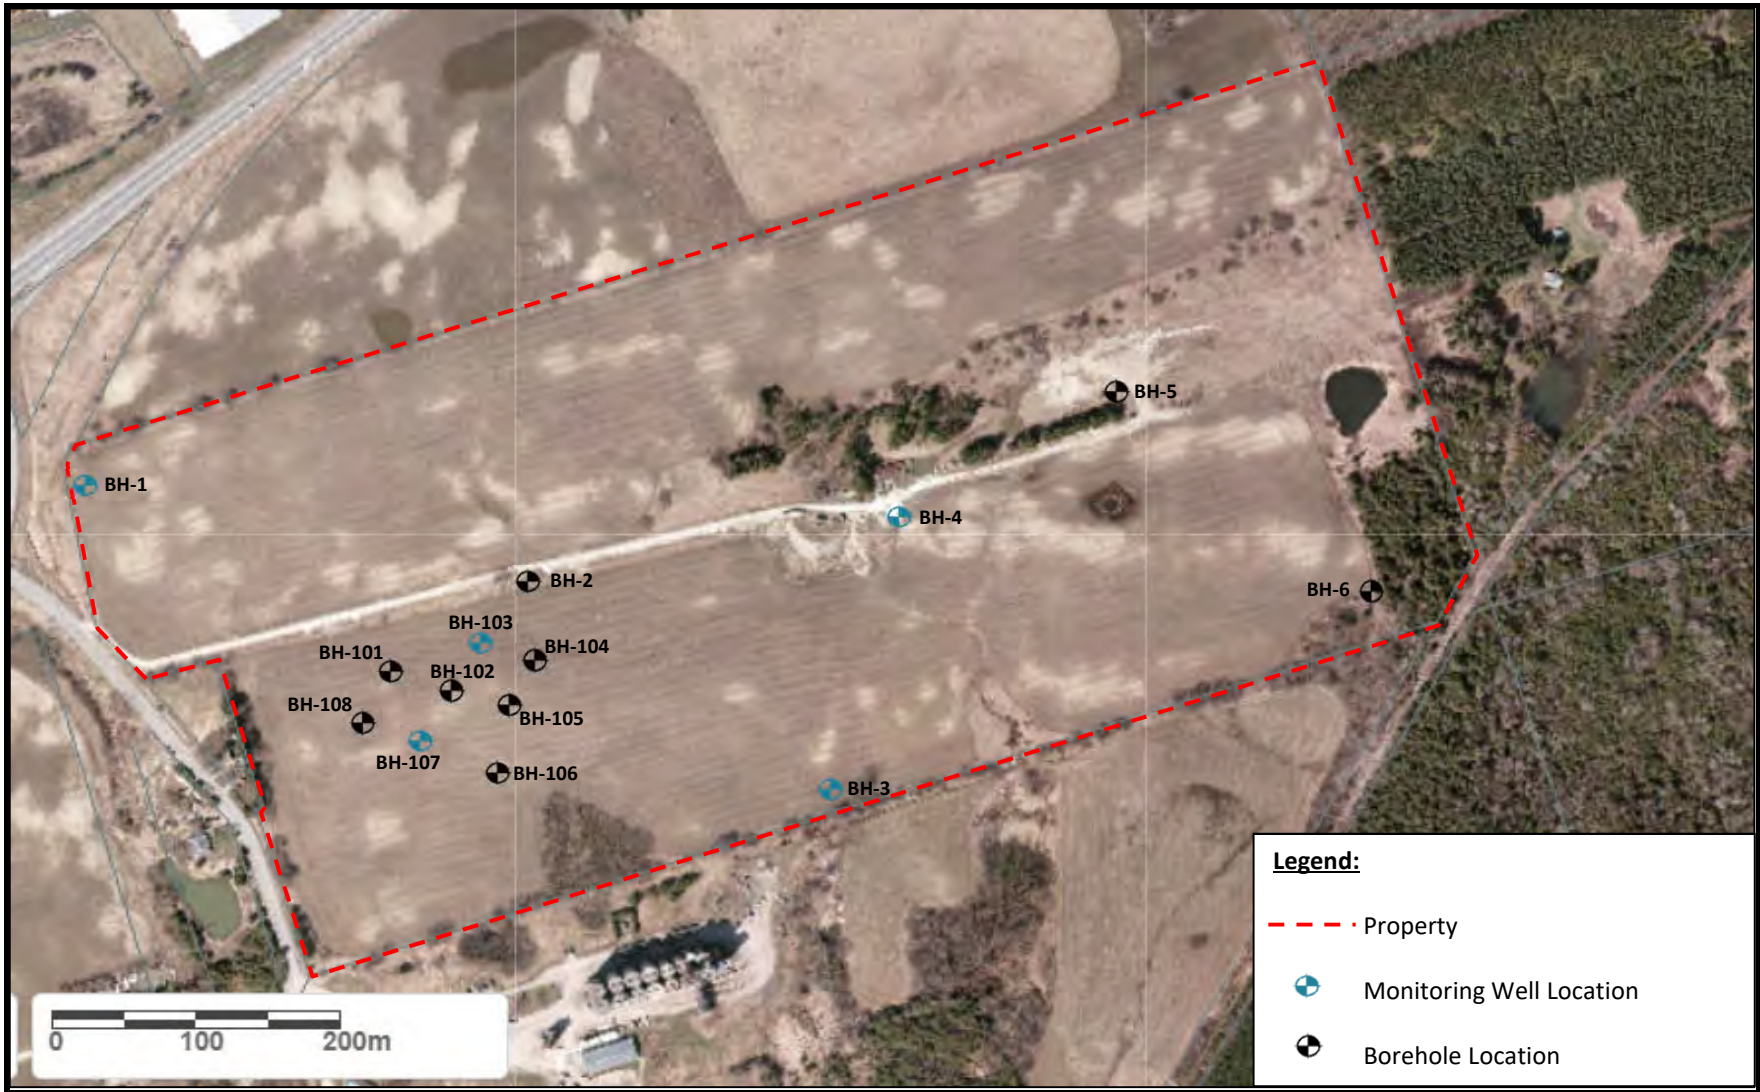 BH-5
BH-1
BH-4
BH-2
BH-6
BH-103
BH-104
BH-101
BH-102
BH-108
BH-105
BH-107
BH-106
BH-3
Legend:
Property
Monitoring Well Location
Borehole Location
0 100 200m